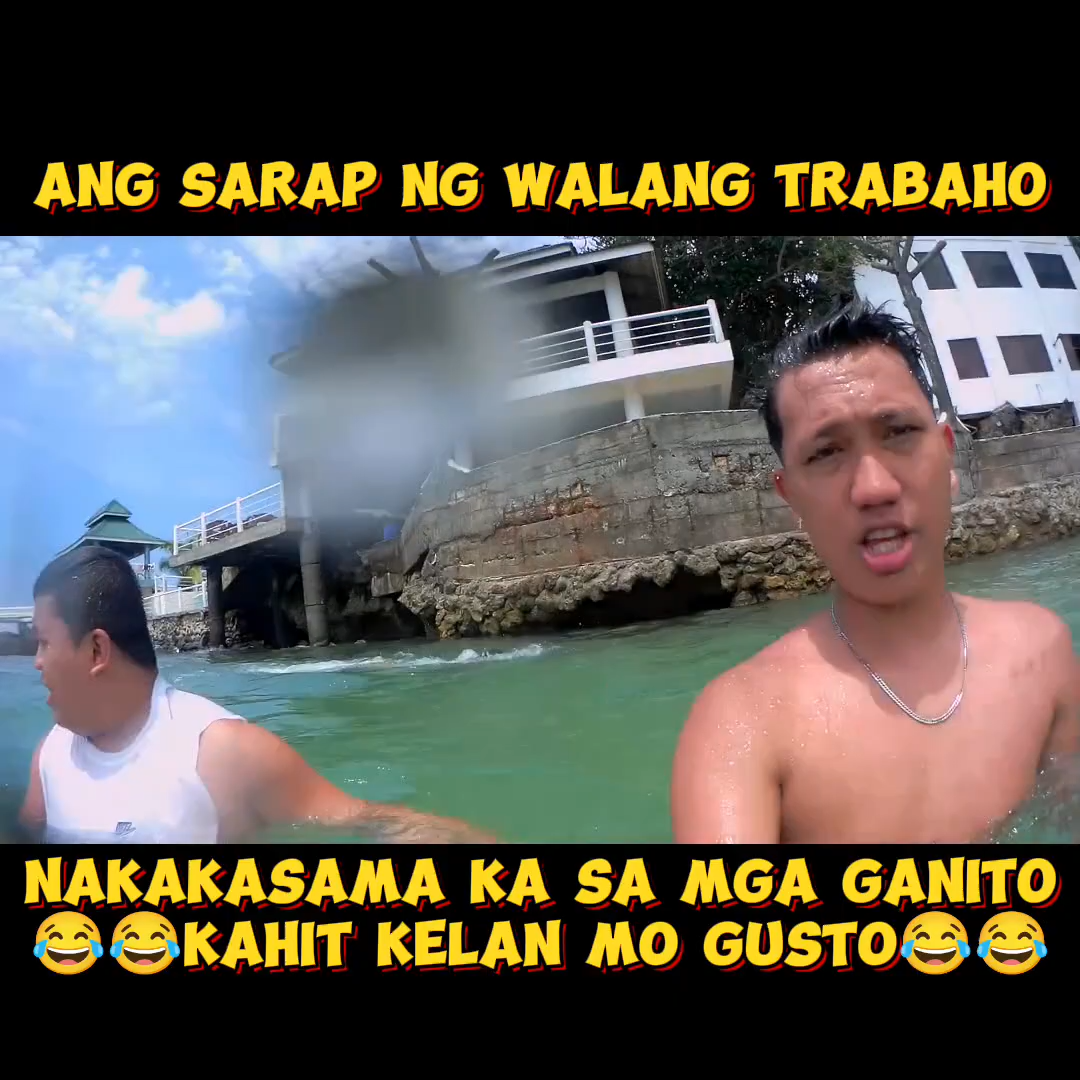 ANG SARAP NG WALANG TRABAHO
NAKAKASAMA KA SA MGA GANITO
😂😂KAHIT KELAN MO GUSTO😂😂